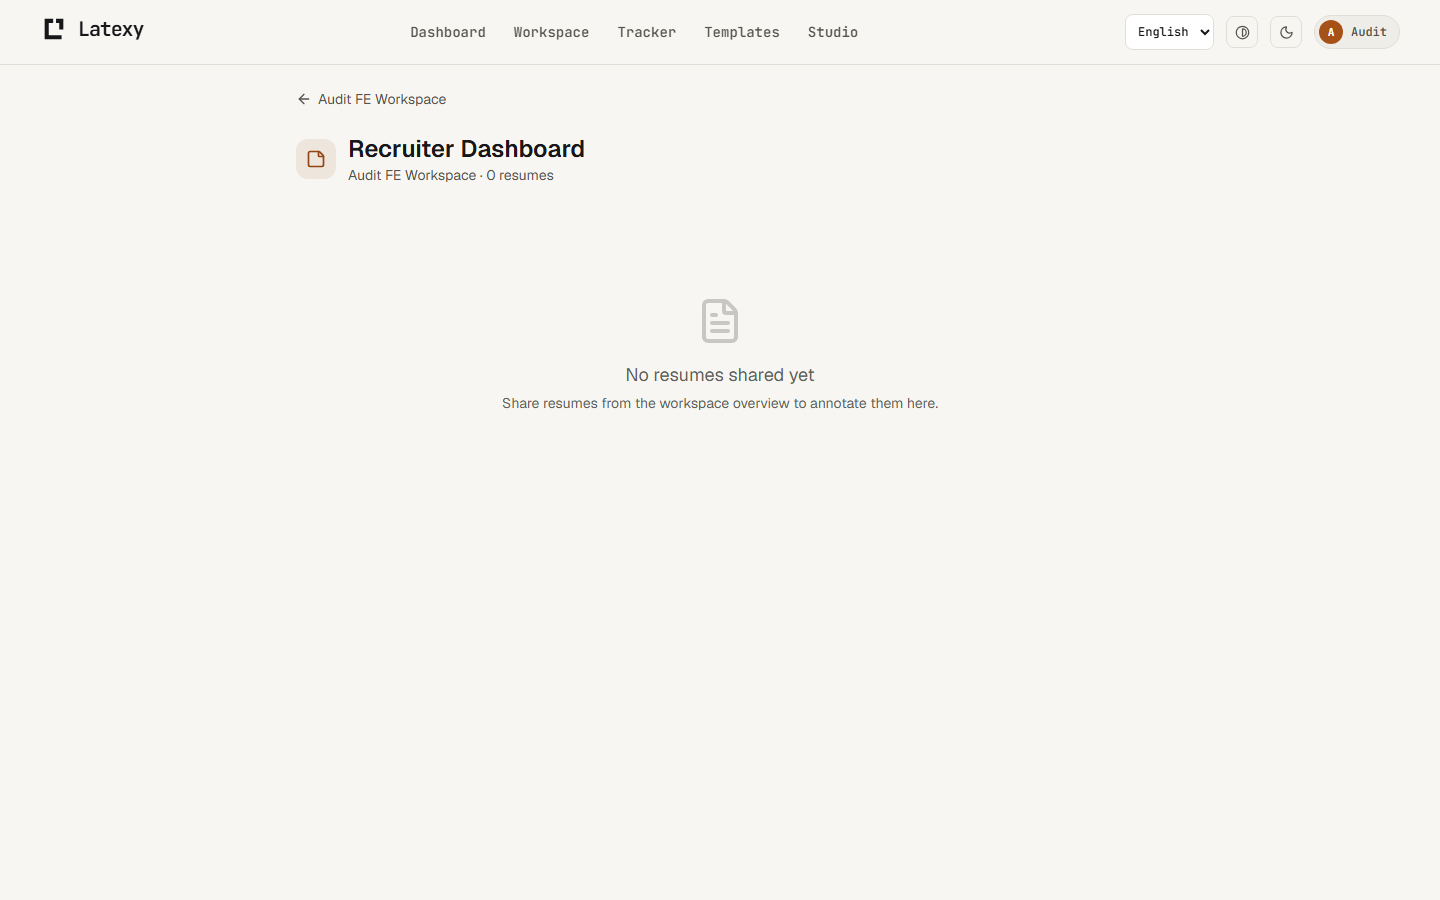 Latexy
Dashboard Workspace Tracker Templates Studio
English
A Audit
Audit FE Workspace
Recruiter Dashboard
Audit FE Workspace · 0 resumes
No resumes shared yet
Share resumes from the workspace overview to annotate them here.